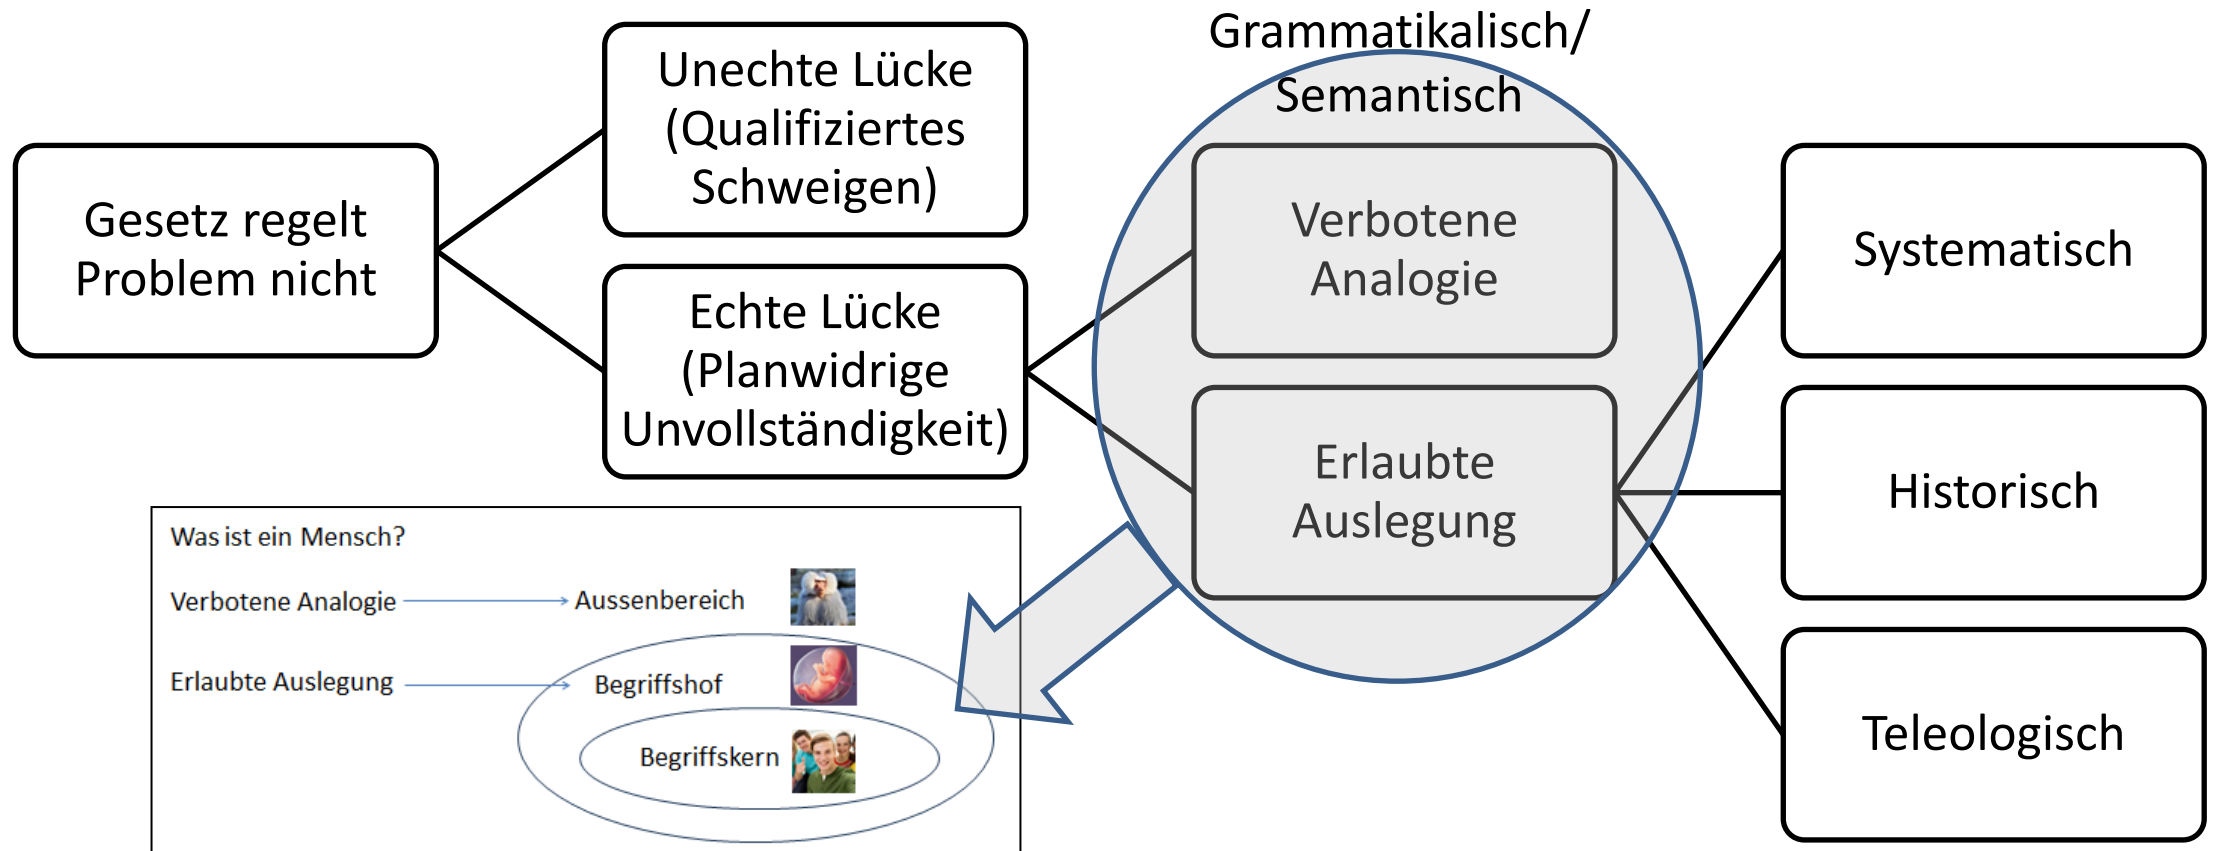 Gesetz regelt
Problem nicht
Unechte Lücke
(Qualifiziertes
Schweigen)
Echte Lücke
(Planwidrige
Unvollständigkeit)
Grammatikalisch/
Semantisch
Verbotene
Analogie
Erlaubte
Auslegung
Systematisch
Historisch
Teleologisch
Was ist ein Mensch?
Verbotene Analogie
Aussenbereich
Erlaubte Auslegung
Begriffshof
Begriffskern